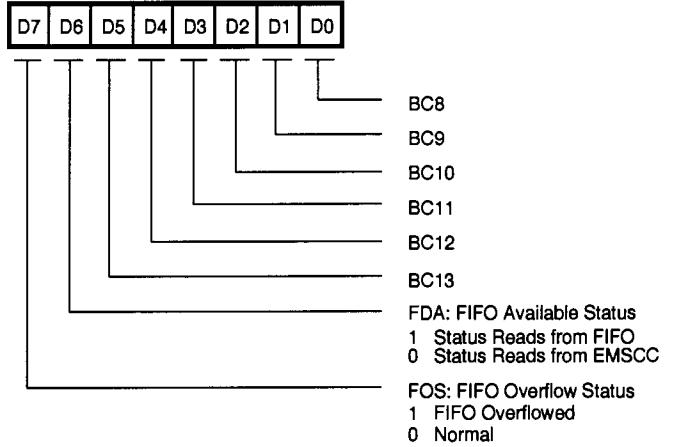 D7 D6 D5 D4 D3 D2 D1 D0
BC8
BC9
BC10
BC11
BC12
BC13
FDA: FIFO Available Status
1 Status Reads from FIFO
0 Status Reads from EMSCC
FOS: FIFO Overflow Status
1 FIFO Overflowed
0 Normal